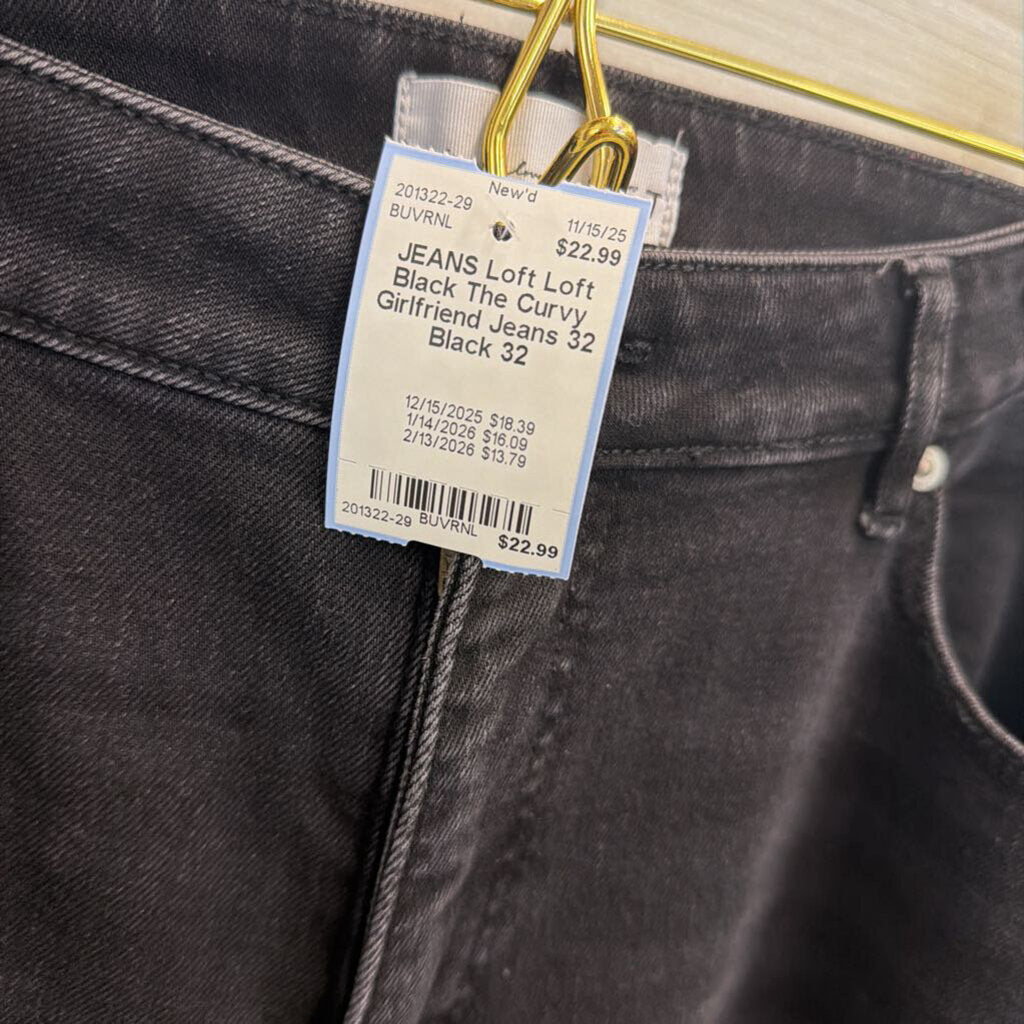 New'd
201322-29
BUVRNL
11/15/25
$22.99
JEANS Loft Loft
Black The Curvy
Girlfriend Jeans 32
Black 32
12/15/2025 $18.39
1/14/2026 $16.09
2/13/2026 $13.79
201322-29 BUVRNL $22.99